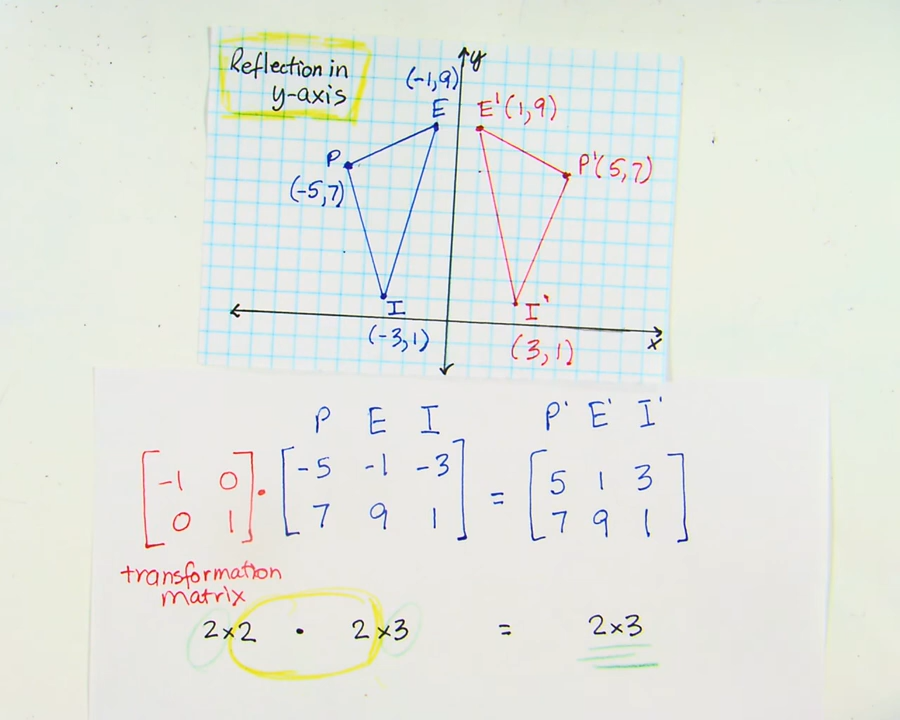 Reflection in
y-axis
y
(-1,9)
E
E'(1,9)
P
(-5,7)
P'(5,7)
I
(-3,1)
I'
(3,1)
x
P E I
P' E' I'
[-1 0
0 1] · [-5 -1 -3
7 9 1] = [5 1 3
7 9 1]
transformation
matrix
2×2 · 2×3 = 2×3